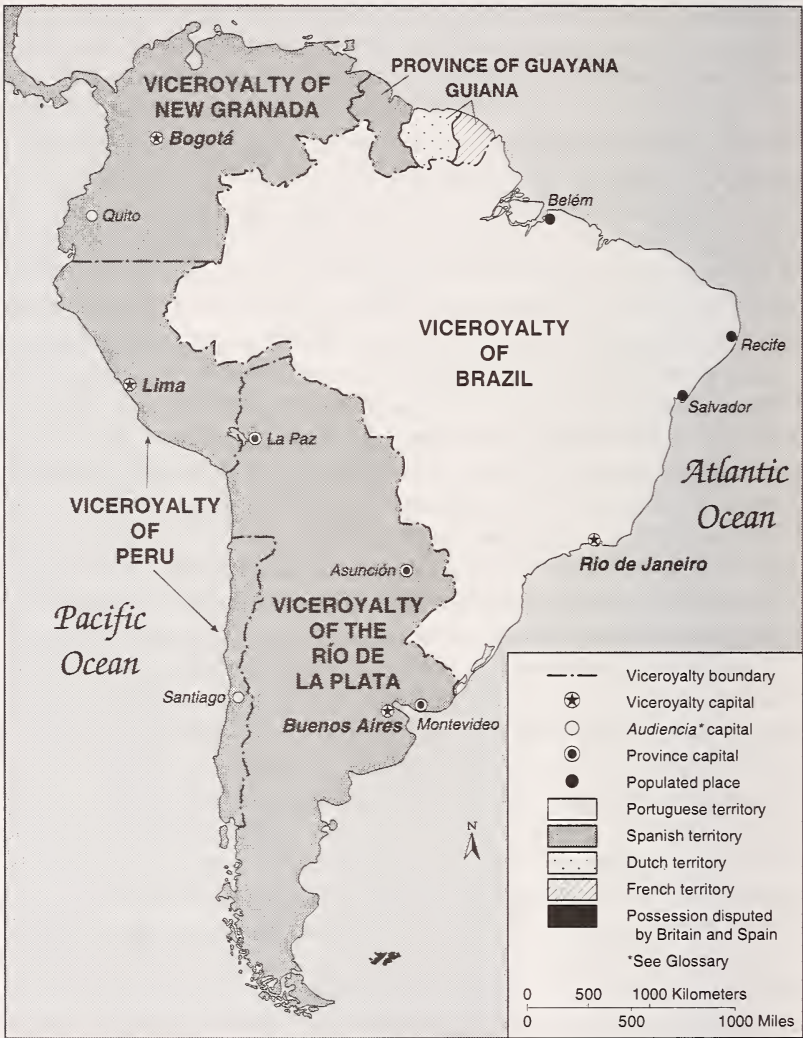 PROVINCE OF GUAYANA
GUIANA
VICEROYALTY OF
NEW GRANADA
Bogotá
Quito
Belém
VICEROYALTY
OF
BRAZIL
Recife
Salvador
Lima
La Paz
Atlantic
Ocean
VICEROYALTY
OF
PERU
Rio de Janeiro
Asunción
VICEROYALTY
OF THE
RÍO DE
LA PLATA
Pacific
Ocean
Santiago
Buenos Aires
Montevideo
N
Viceroyalty boundary
Viceroyalty capital
Audiencia* capital
Province capital
Populated place
Portuguese territory
Spanish territory
Dutch territory
French territory
Possession disputed
by Britain and Spain
*See Glossary
0 500 1000 Kilometers
0 500 1000 Miles